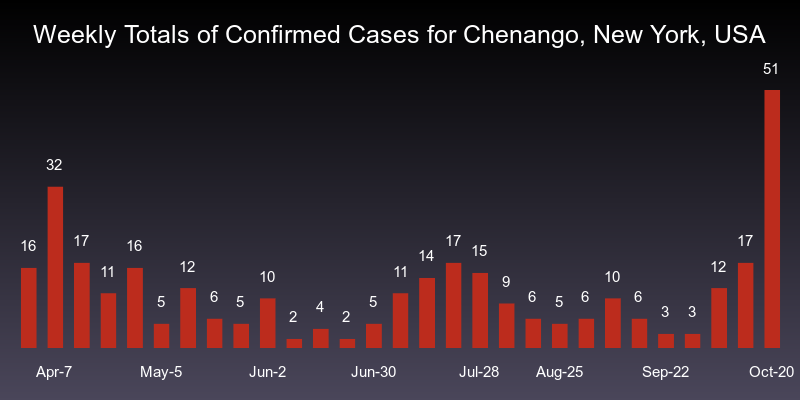 Weekly Totals of Confirmed Cases for Chenango, New York, USA
16 32 17 11 16 5 12 6 5 10 2 4 2 5 11 14 17 15 9 6 5 6 10 6 3 3 12 17 51
Apr-7 May-5 Jun-2 Jun-30 Jul-28 Aug-25 Sep-22 Oct-20